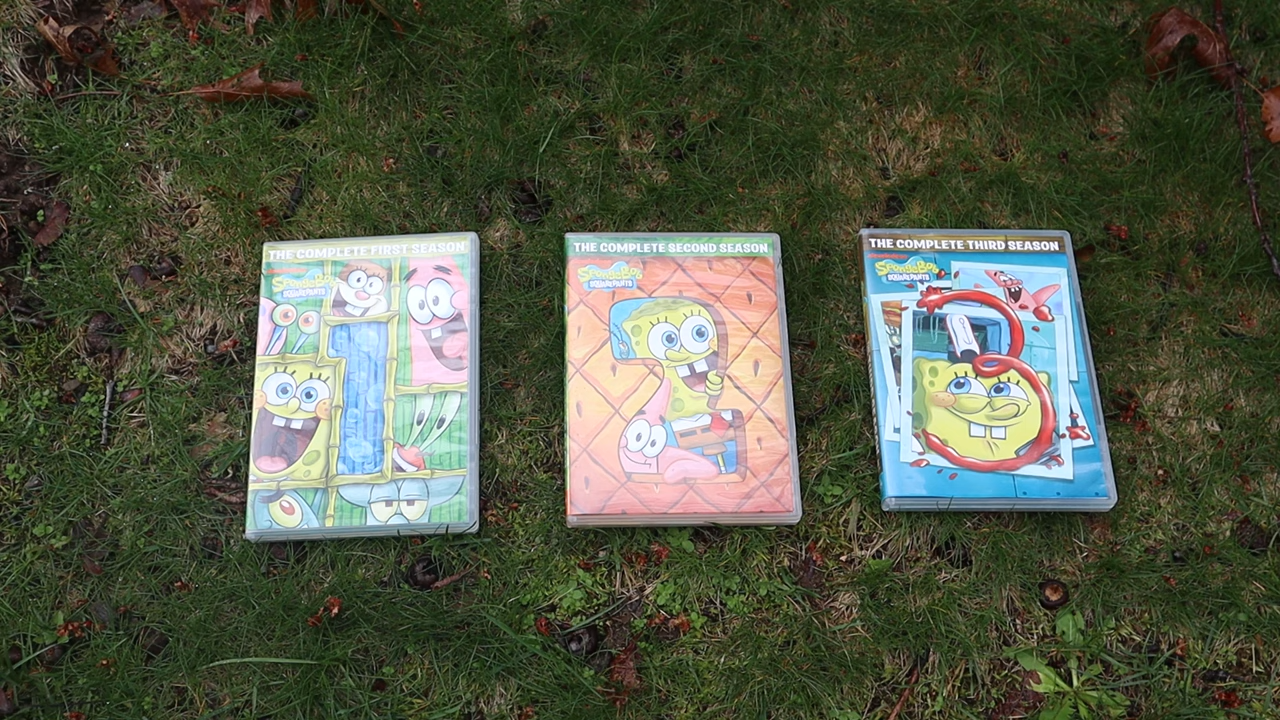 THE COMPLETE FIRST SEASON
SPONGEBOB
SQUAREPANTS
THE COMPLETE SECOND SEASON
SPONGEBOB
SQUAREPANTS
THE COMPLETE THIRD SEASON
SPONGEBOB
SQUAREPANTS